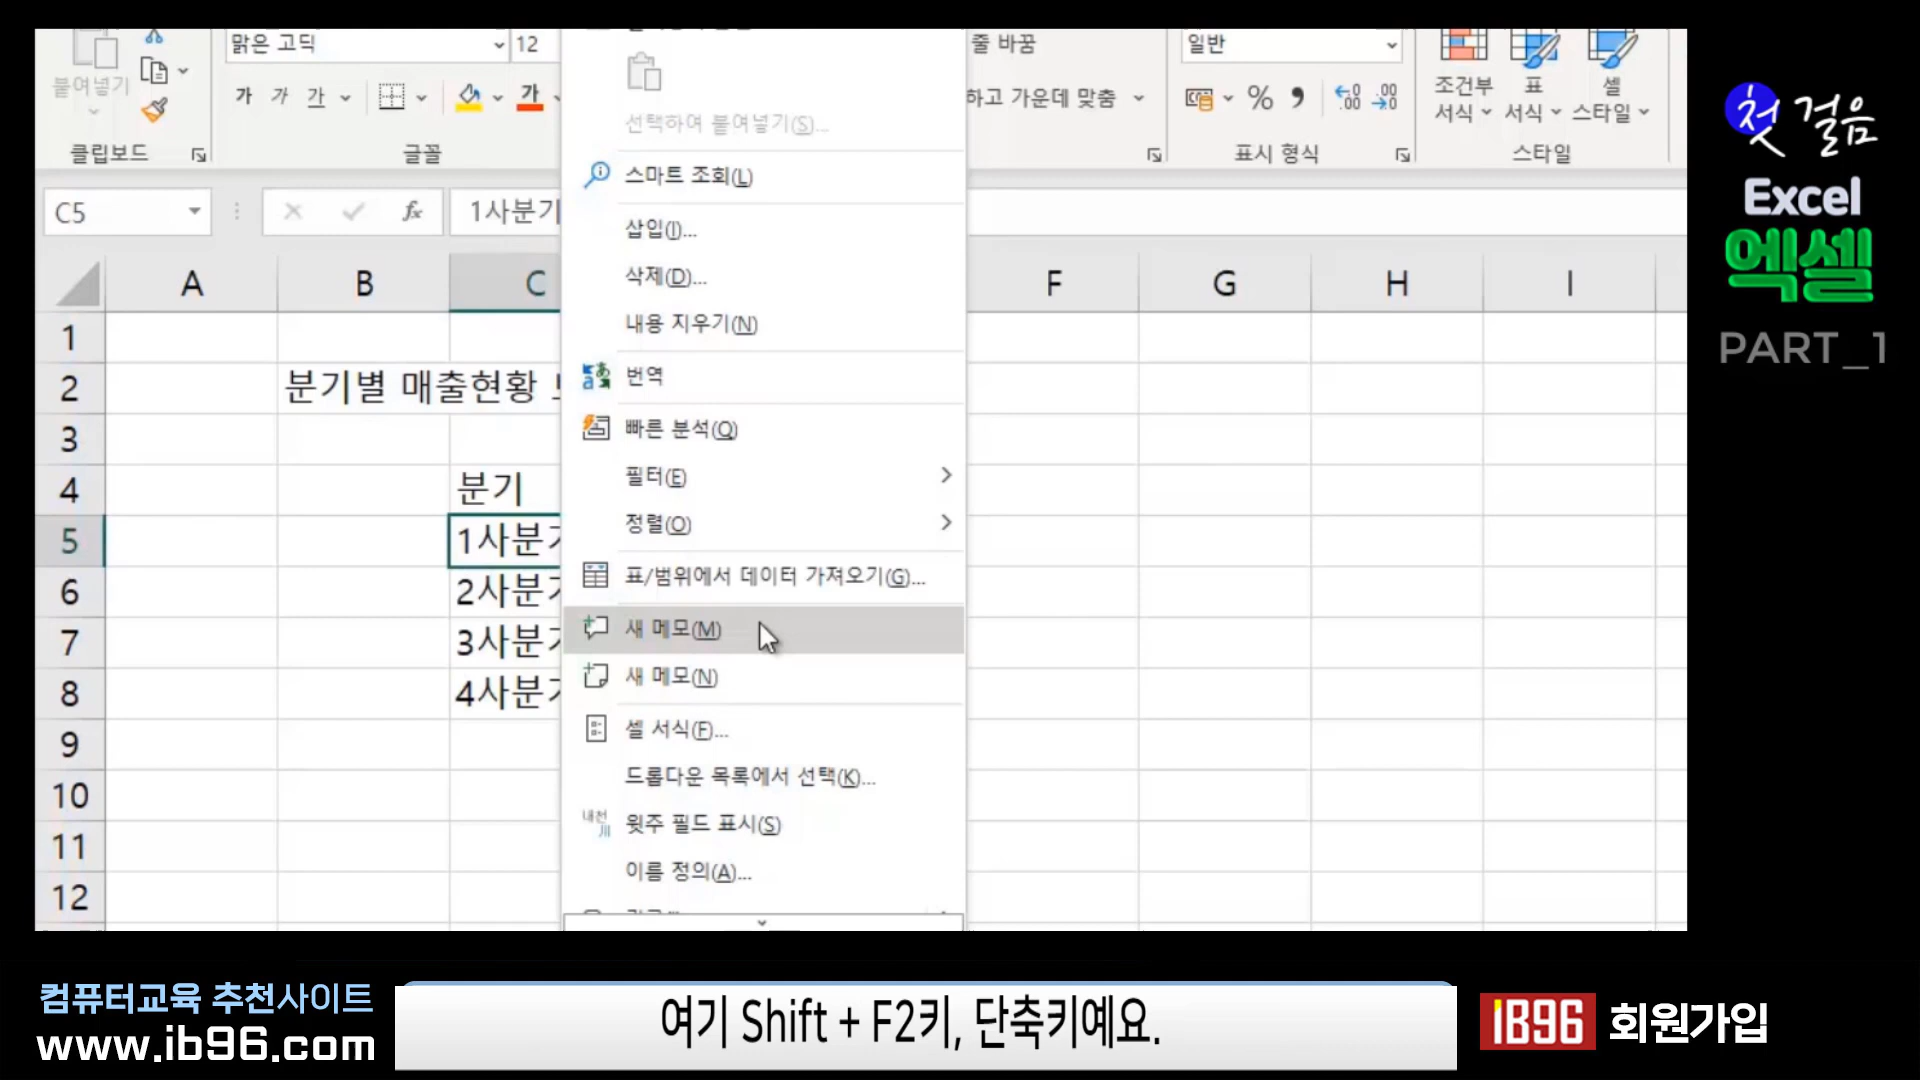 맑은 고딕
12
줄 바꿈
일반
붙여넣기
가 가 가
가
선택하여 붙여넣기(S)...
하고 가운데 맞춤
%
조건부 서식
표 서식
셀 스타일
클립보드
글꼴
표시 형식
스타일
C5
fx
1사분기
A B C F G H I
1
2
3
4
5
6
7
8
9
10
11
12
분기별 매출현황
분기
1사분기
2사분기
3사분기
4사분기
스마트 조회(L)
삽입(I)...
삭제(D)...
내용 지우기(N)
번역
빠른 분석(Q)
필터(E)
정렬(O)
표/범위에서 데이터 가져오기(G)...
새 메모(M)
새 메모(N)
셀 서식(F)...
드롭다운 목록에서 선택(K)...
윗주 필드 표시(S)
이름 정의(A)...
첫 걸음
Excel
엑셀
PART_1
컴퓨터교육 추천사이트
www.ib96.com
여기 Shift + F2키, 단축키예요.
IB96 회원가입